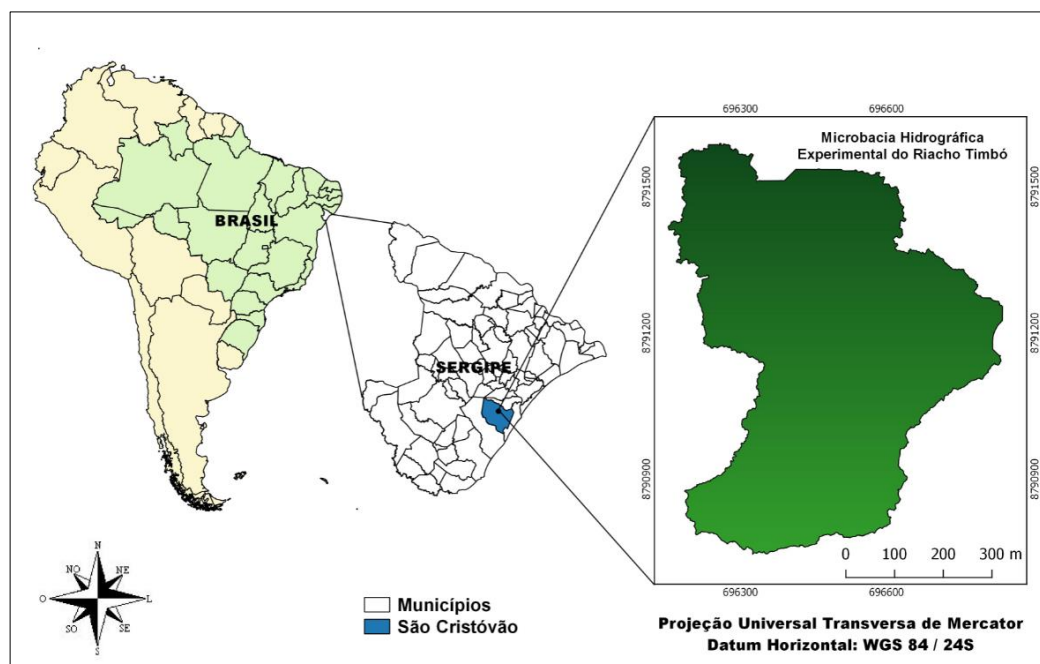 BRASIL
SERGIPE
696300
696600
Microbacia Hidrográfica
Experimental do Riacho Timbó
8791500
8791200
8790900
8791500
8791200
8790900
0 100 200 300 m
696300
696600
N
NO
NE
O
L
SO
SE
S
Municípios
São Cristóvão
Projeção Universal Transversa de Mercator
Datum Horizontal: WGS 84 / 24S